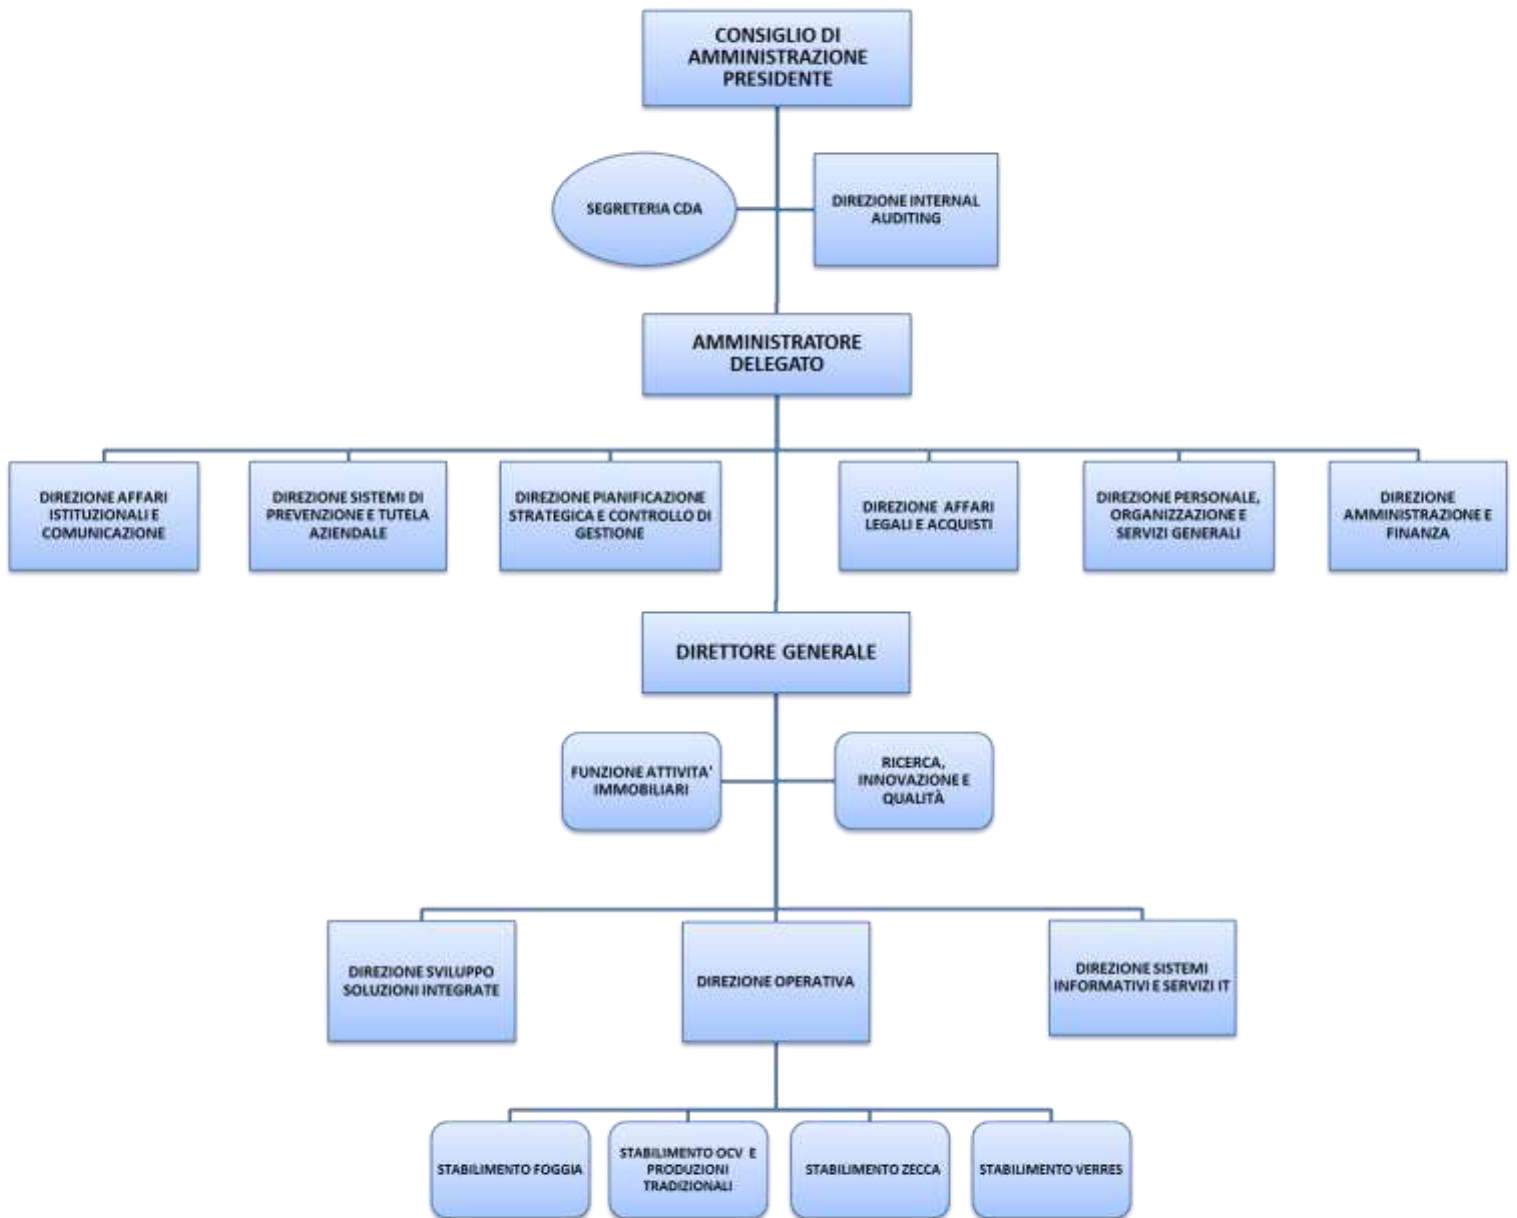 CONSIGLIO DI
AMMINISTRAZIONE
PRESIDENTE
SEGRETERIA CDA
DIREZIONE INTERNAL
AUDITING
AMMINISTRATORE
DELEGATO
DIREZIONE AFFARI
ISTITUZIONALI E
COMUNICAZIONE
DIREZIONE SISTEMI DI
PREVENZIONE E TUTELA
AZIENDALE
DIREZIONE PIANIFICAZIONE
STRATEGICA E CONTROLLO DI
GESTIONE
DIREZIONE AFFARI
LEGALI E ACQUISTI
DIREZIONE PERSONALE,
ORGANIZZAZIONE E
SERVIZI GENERALI
DIREZIONE
AMMINISTRAZIONE E
FINANZA
DIRETTORE GENERALE
FUNZIONE ATTIVITA'
IMMOBILIARI
RICERCA,
INNOVAZIONE E
QUALITÀ
DIREZIONE SVILUPPO
SOLUZIONI INTEGRATE
DIREZIONE OPERATIVA
DIREZIONE SISTEMI
INFORMATIVI E SERVIZI IT
STABILIMENTO FOGGIA
STABILIMENTO OCV E
PRODUZIONI
TRADIZIONALI
STABILIMENTO ZECCA
STABILIMENTO VERRES